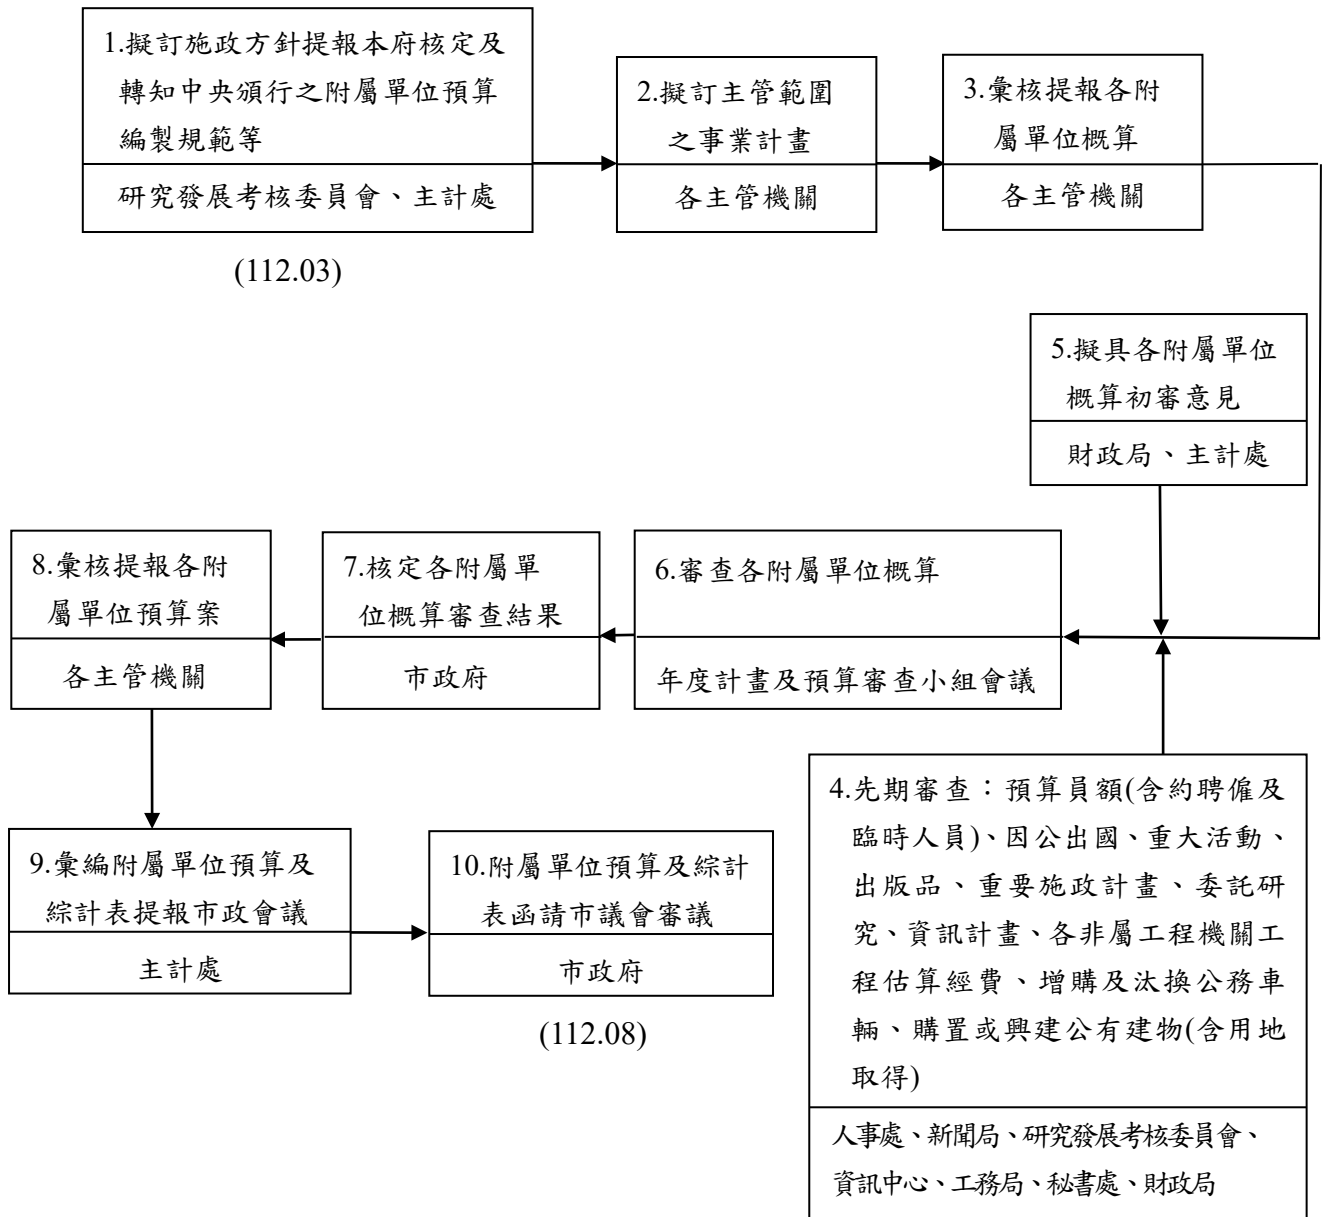 1.擬訂施政方針提報本府核定及
轉知中央頒行之附屬單位預算
編製規範等
研究發展考核委員會、主計處
(112.03)
2.擬訂主管範圍
之事業計畫
各主管機關
3.彙核提報各附
屬單位概算
各主管機關
5.擬具各附屬單位
概算初審意見
財政局、主計處
8.彙核提報各附
屬單位預算案
各主管機關
7.核定各附屬單
位概算審查結果
市政府
6.審查各附屬單位概算
年度計畫及預算審查小組會議
4.先期審查：預算員額(含約聘僱及
臨時人員)、因公出國、重大活動、
出版品、重要施政計畫、委託研
究、資訊計畫、各非屬工程機關工
程估算經費、增購及汰換公務車
輛、購置或興建公有建物(含用地
取得)
人事處、新聞局、研究發展考核委員會、
資訊中心、工務局、秘書處、財政局
9.彙編附屬單位預算及
綜計表提報市政會議
主計處
10.附屬單位預算及綜計
表函請市議會審議
市政府
(112.08)